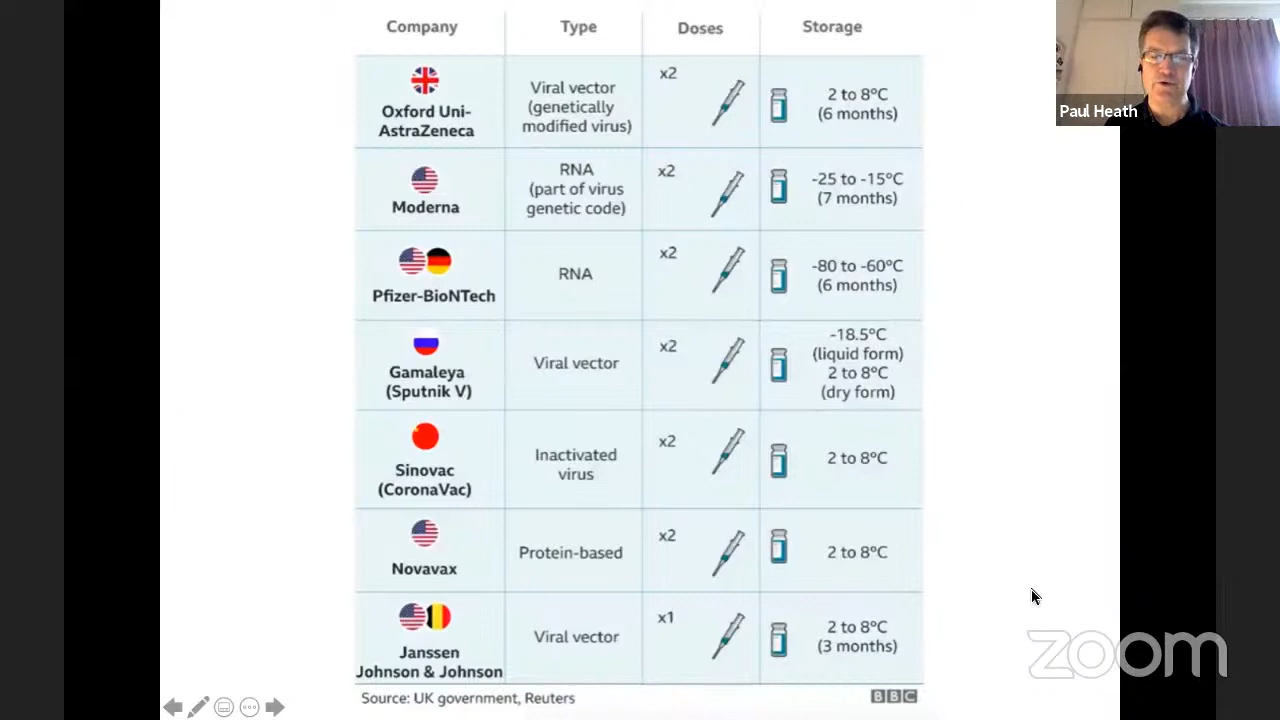 Company Type Doses Storage
Oxford Uni-
AstraZeneca
Viral vector
(genetically
modified virus)
x2
2 to 8°C
(6 months)
Moderna
RNA
(part of virus
genetic code)
x2
-25 to -15°C
(7 months)
Pfizer-BioNTech
RNA
x2
-80 to -60°C
(6 months)
Gamaleya
(Sputnik V)
Viral vector
x2
-18.5°C
(liquid form)
2 to 8°C
(dry form)
Sinovac
(CoronaVac)
Inactivated
virus
x2
2 to 8°C
Novavax
Protein-based
x2
2 to 8°C
Janssen
Johnson & Johnson
Viral vector
x1
2 to 8°C
(3 months)
Source: UK government, Reuters
BBC
Paul Heath
zoom